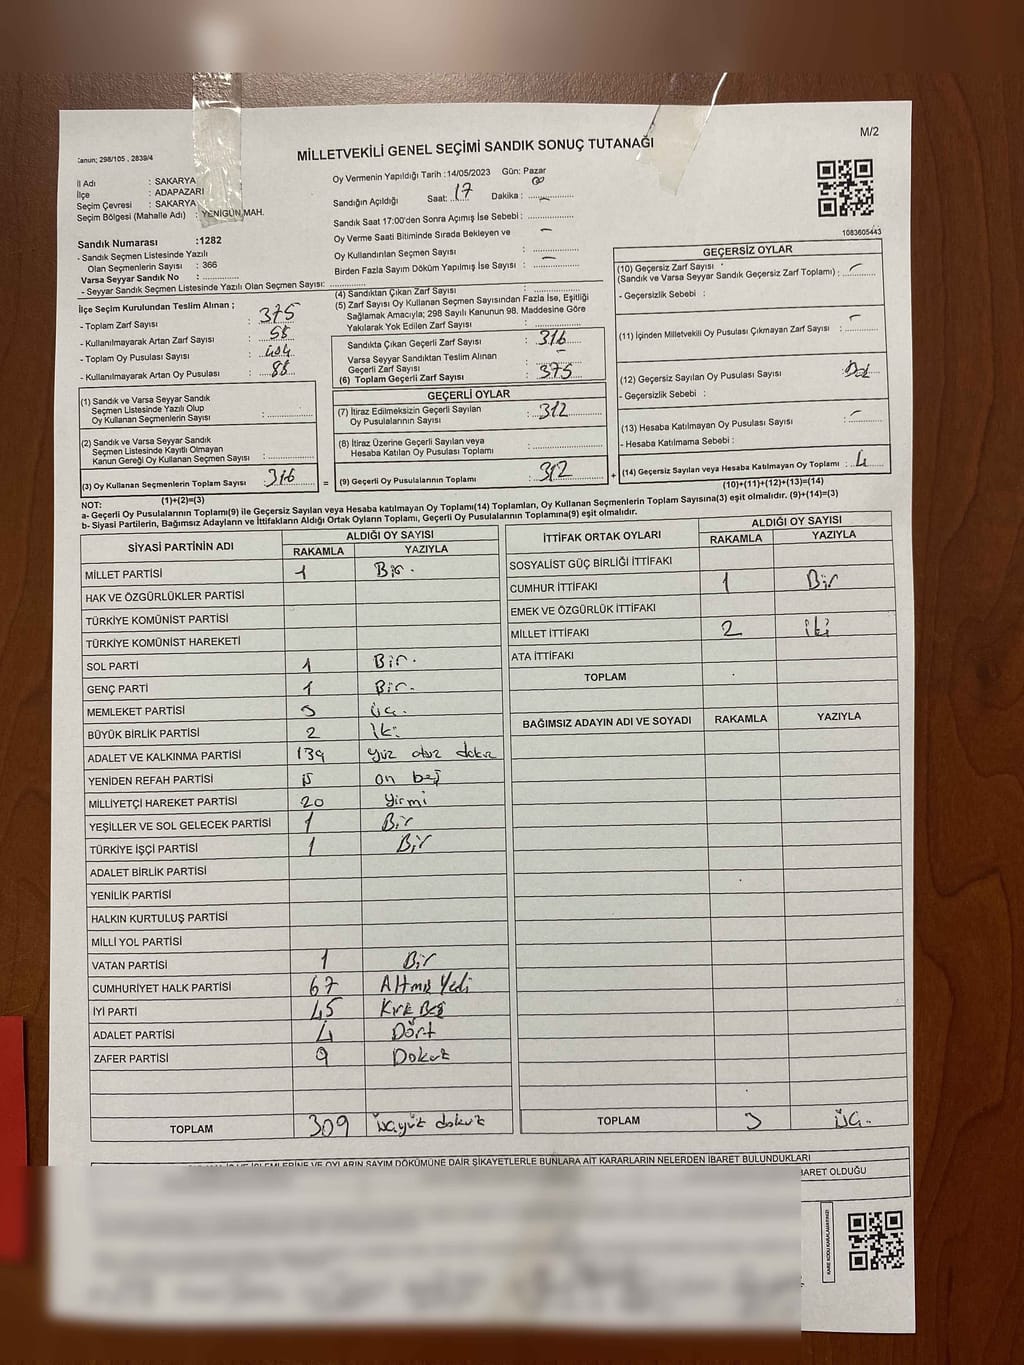 M/2
Kanun; 298/105 , 2839/4
MİLLETVEKİLİ GENEL SEÇİMİ SANDIK SONUÇ TUTANAĞI
İl Adı : SAKARYA
İlçe : ADAPAZARI
Seçim Çevresi : SAKARYA
Seçim Bölgesi (Mahalle Adı) : YENİGÜN MAH.
Sandık Numarası :1282
- Sandık Seçmen Listesinde Yazılı
Olan Seçmenlerin Sayısı : 366
Varsa Seyyar Sandık No :
- Seyyar Sandık Seçmen Listesinde Yazılı Olan Seçmen Sayısı:
Oy Vermenin Yapıldığı Tarih :14/05/2023 Gün: Pazar
Sandığın Açıldığı Saat: 17 Dakika : 00
Sandık Saat 17:00'den Sonra Açımış İse Sebebi : -
Oy Verme Saati Bitiminde Sırada Bekleyen ve
Oy Kullandırılan Seçmen Sayısı : -
Birden Fazla Sayım Döküm Yapılmış İse Sayısı : -
1083605443
İlçe Seçim Kurulundan Teslim Alınan ;
- Toplam Zarf Sayısı : 375
- Kullanılmayarak Artan Zarf Sayısı :
- Toplam Oy Pusulası Sayısı : 404
- Kullanılmayarak Artan Oy Pusulası : 88
(1) Sandık ve Varsa Seyyar Sandık
Seçmen Listesinde Yazılı Olup
Oy Kullanan Seçmenlerin Sayısı :
(2) Sandık ve Varsa Seyyar Sandık
Seçmen Listesinde Kayıtlı Olmayan
Kanun Gereği Oy Kullanan Seçmen Sayısı :
(3) Oy Kullanan Seçmenlerin Toplam Sayısı : 316
(1)+(2)=(3)
(4) Sandıktan Çıkan Zarf Sayısı :
(5) Zarf Sayısı Oy Kullanan Seçmen Sayısından Fazla İse, Eşitliği
Sağlamak Amacıyla; 298 Sayılı Kanunun 98. Maddesine Göre
Yakılarak Yok Edilen Zarf Sayısı :
Sandıkta Çıkan Geçerli Zarf Sayısı : 316
Varsa Seyyar Sandıktan Teslim Alınan
Geçerli Zarf Sayısı : -
(6) Toplam Geçerli Zarf Sayısı : 375
GEÇERLİ OYLAR
(7) İtiraz Edilmeksizin Geçerli Sayılan
Oy Pusulalarının Sayısı : 312
(8) İtiraz Üzerine Geçerli Sayılan veya
Hesaba Katılan Oy Pusulası Toplamı :
(9) Geçerli Oy Pusulalarının Toplamı : 312
GEÇERSİZ OYLAR
(10) Geçersiz Zarf Sayısı
(Sandık ve Varsa Seyyar Sandık Geçersiz Zarf Toplamı) : -
- Geçersizlik Sebebi :
(11) İçinden Milletvekili Oy Pusulası Çıkmayan Zarf Sayısı : -
(12) Geçersiz Sayılan Oy Pusulası Sayısı :
- Geçersizlik Sebebi :
(13) Hesaba Katılmayan Oy Pusulası Sayısı : -
- Hesaba Katılmama Sebebi :
(14) Geçersiz Sayılan veya Hesaba Katılmayan Oy Toplamı : 4
(10)+(11)+(12)+(13)=(14)
NOT:
a- Geçerli Oy Pusulalarının Toplamı(9) ile Geçersiz Sayılan veya Hesaba katılmayan Oy Toplamı(14) Toplamları, Oy Kullanan Seçmenlerin Toplam Sayısına(3) eşit olmalıdır. (9)+(14)=(3)
b- Siyasi Partilerin, Bağımsız Adayların ve İttifakların Aldığı Ortak Oyların Toplamı, Geçerli Oy Pusulalarının Toplamına(9) eşit olmalıdır.
SİYASİ PARTİNİN ADI ALDIĞI OY SAYISI
RAKAMLA YAZIYLA
MİLLET PARTİSİ 1 Bir.
HAK VE ÖZGÜRLÜKLER PARTİSİ
TÜRKİYE KOMÜNİST PARTİSİ
TÜRKİYE KOMÜNİST HAREKETİ
SOL PARTİ 1 Bir.
GENÇ PARTİ 1 Bir.
MEMLEKET PARTİSİ 3 üç.
BÜYÜK BİRLİK PARTİSİ 2 İki
ADALET VE KALKINMA PARTİSİ 139 yüz otuz dokuz
YENİDEN REFAH PARTİSİ 15 on beş
MİLLİYETÇİ HAREKET PARTİSİ 20 yirmi
YEŞİLLER VE SOL GELECEK PARTİSİ 1 Bir
TÜRKİYE İŞÇİ PARTİSİ 1 Bir
ADALET BİRLİK PARTİSİ
YENİLİK PARTİSİ
HALKIN KURTULUŞ PARTİSİ
MİLLİ YOL PARTİSİ
VATAN PARTİSİ 1 Bir
CUMHURİYET HALK PARTİSİ 67 Altmış Yedi
İYİ PARTİ 45 Kırk Beş
ADALET PARTİSİ 4 Dört
ZAFER PARTİSİ 9 Dokuz
TOPLAM 309 üçyüz dokuz
İTTİFAK ORTAK OYLARI ALDIĞI OY SAYISI
RAKAMLA YAZIYLA
SOSYALİST GÜÇ BİRLİĞİ İTTİFAKI
CUMHUR İTTİFAKI 1 Bir
EMEK VE ÖZGÜRLÜK İTTİFAKI
MİLLET İTTİFAKI 2 iki
ATA İTTİFAKI
TOPLAM
BAĞIMSIZ ADAYIN ADI VE SOYADI RAKAMLA YAZIYLA
TOPLAM 3 üç.
İŞLEMLERİNE VE OYLARIN SAYIM DÖKÜMÜNE DAİR ŞİKAYETLERLE BUNLARA AİT KARARLARIN NELERDEN İBARET BULUNDUKLARI
İBARET OLDUĞU